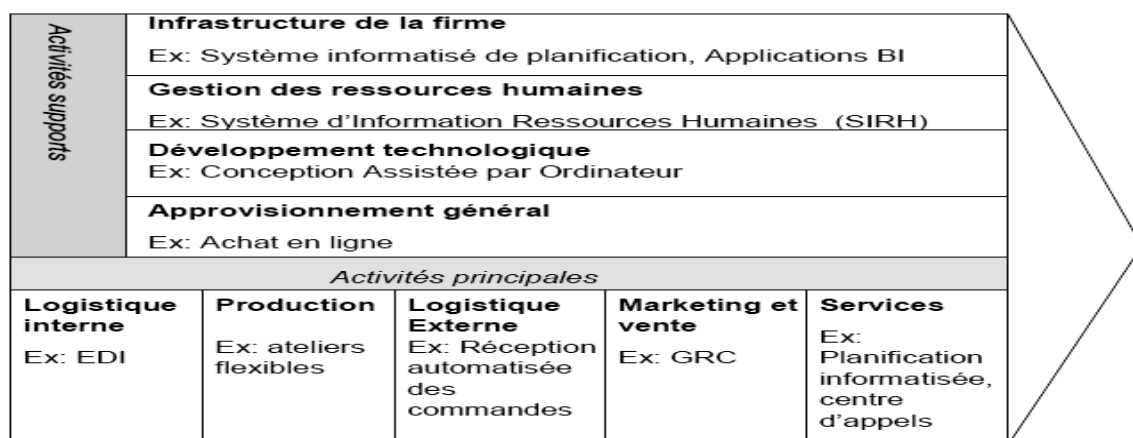 Activités supports
Infrastructure de la firme
Ex: Système informatisé de planification, Applications BI
Gestion des ressources humaines
Ex: Système d'Information Ressources Humaines (SIRH)
Développement technologique
Ex: Conception Assistée par Ordinateur
Approvisionnement général
Ex: Achat en ligne
Activités principales
Logistique
interne
Ex: EDI
Production
Ex: ateliers
flexibles
Logistique
Externe
Ex: Réception
automatisée
des
commandes
Marketing et
vente
Ex: GRC
Services
Ex:
Planification
informatisée,
centre
d'appels